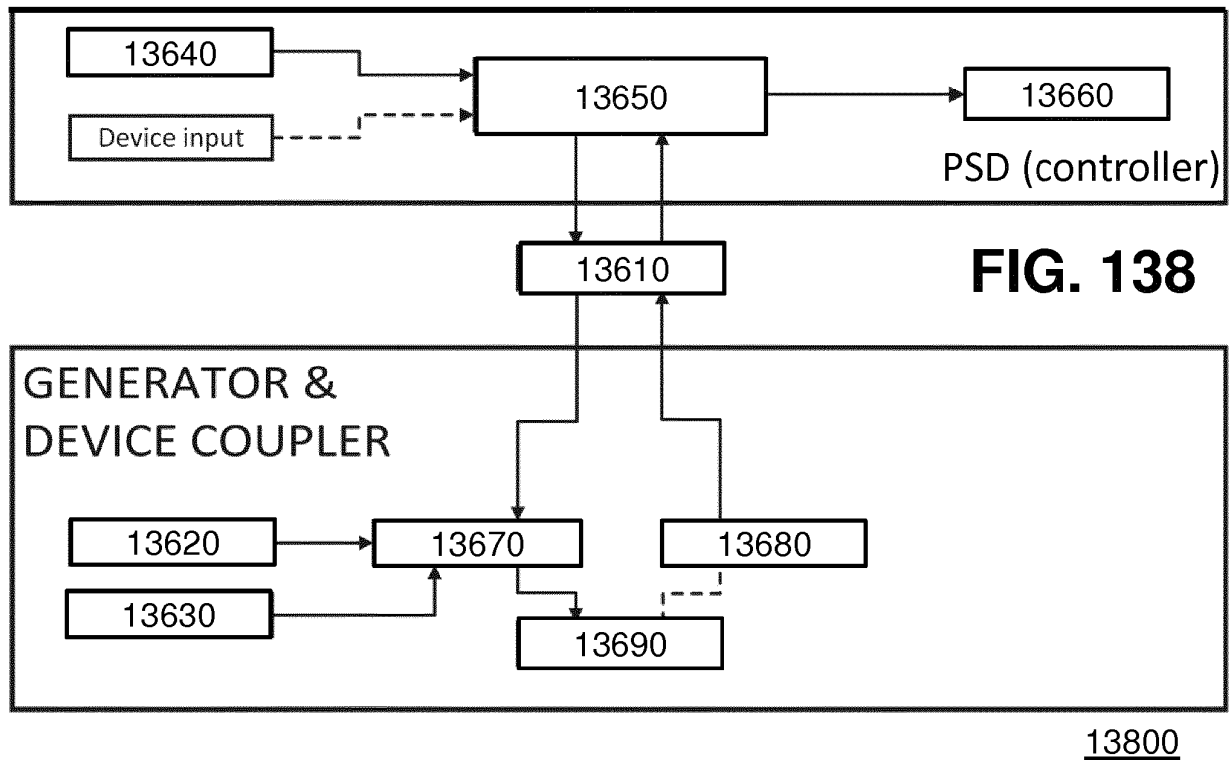 13640
13650
13660
Device input
PSD (controller)
13610
FIG. 138
GENERATOR &
DEVICE COUPLER
13620
13670
13680
13630
13690
13800